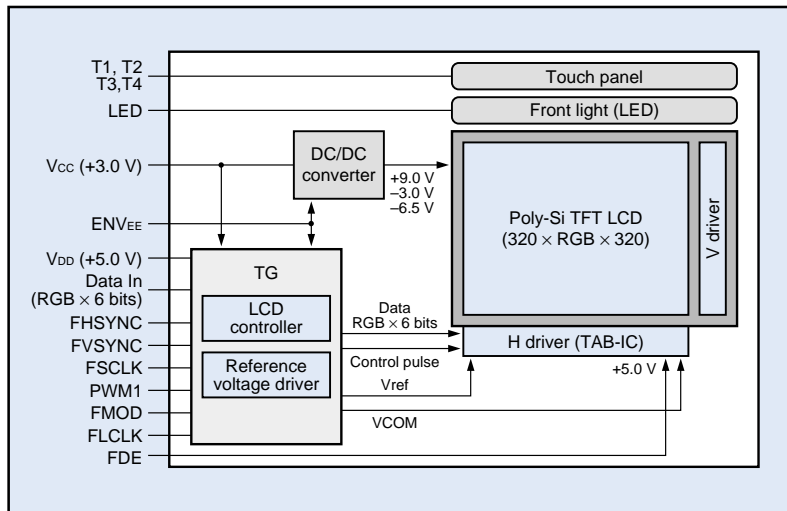 T1, T2
T3,T4
LED
VCC (+3.0 V)
ENVEE
VDD (+5.0 V)
Data In
(RGB × 6 bits)
FHSYNC
FVSYNC
FSCLK
PWM1
FMOD
FLCLK
FDE
Touch panel
Front light (LED)
DC/DC
converter
+9.0 V
–3.0 V
–6.5 V
Poly-Si TFT LCD
(320 × RGB × 320)
V driver
TG
LCD
controller
Reference
voltage driver
Data
RGB × 6 bits
Control pulse
Vref
VCOM
H driver (TAB-IC)
+5.0 V